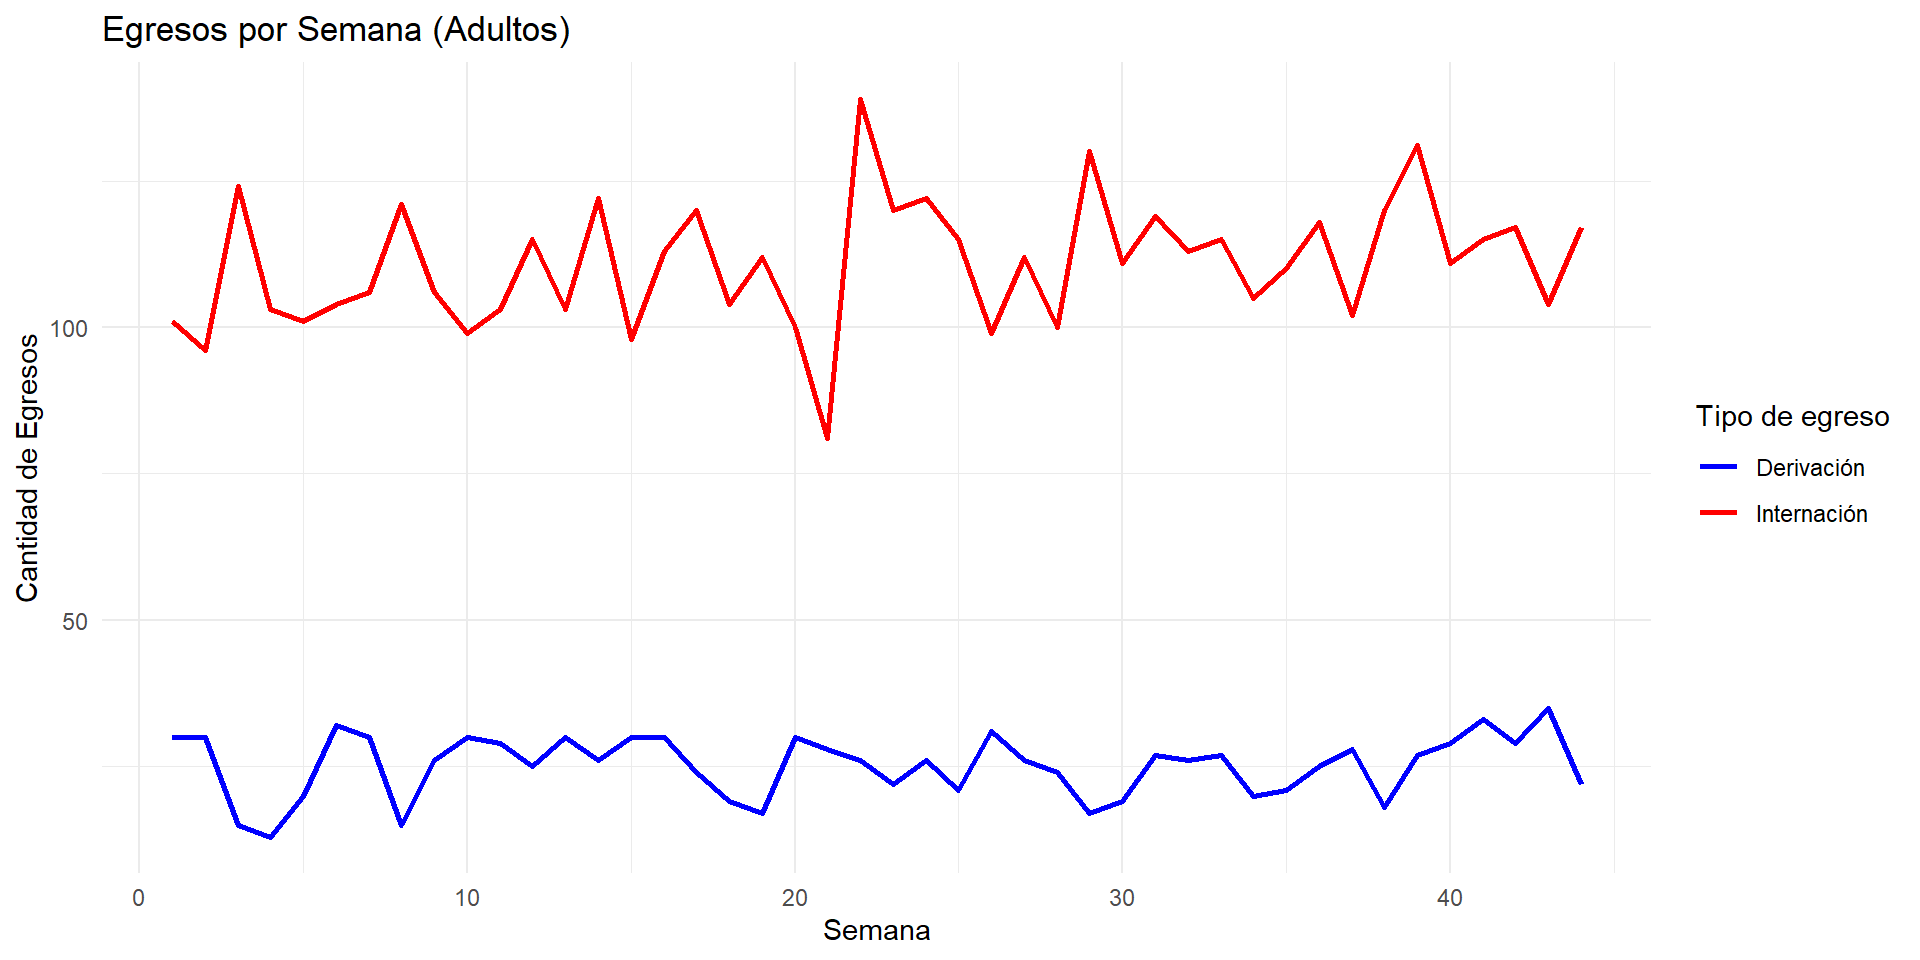 Egresos por Semana (Adultos)
Cantidad de Egresos
100
50
0
10
20
30
40
Semana
Tipo de egreso
Derivación
Internación